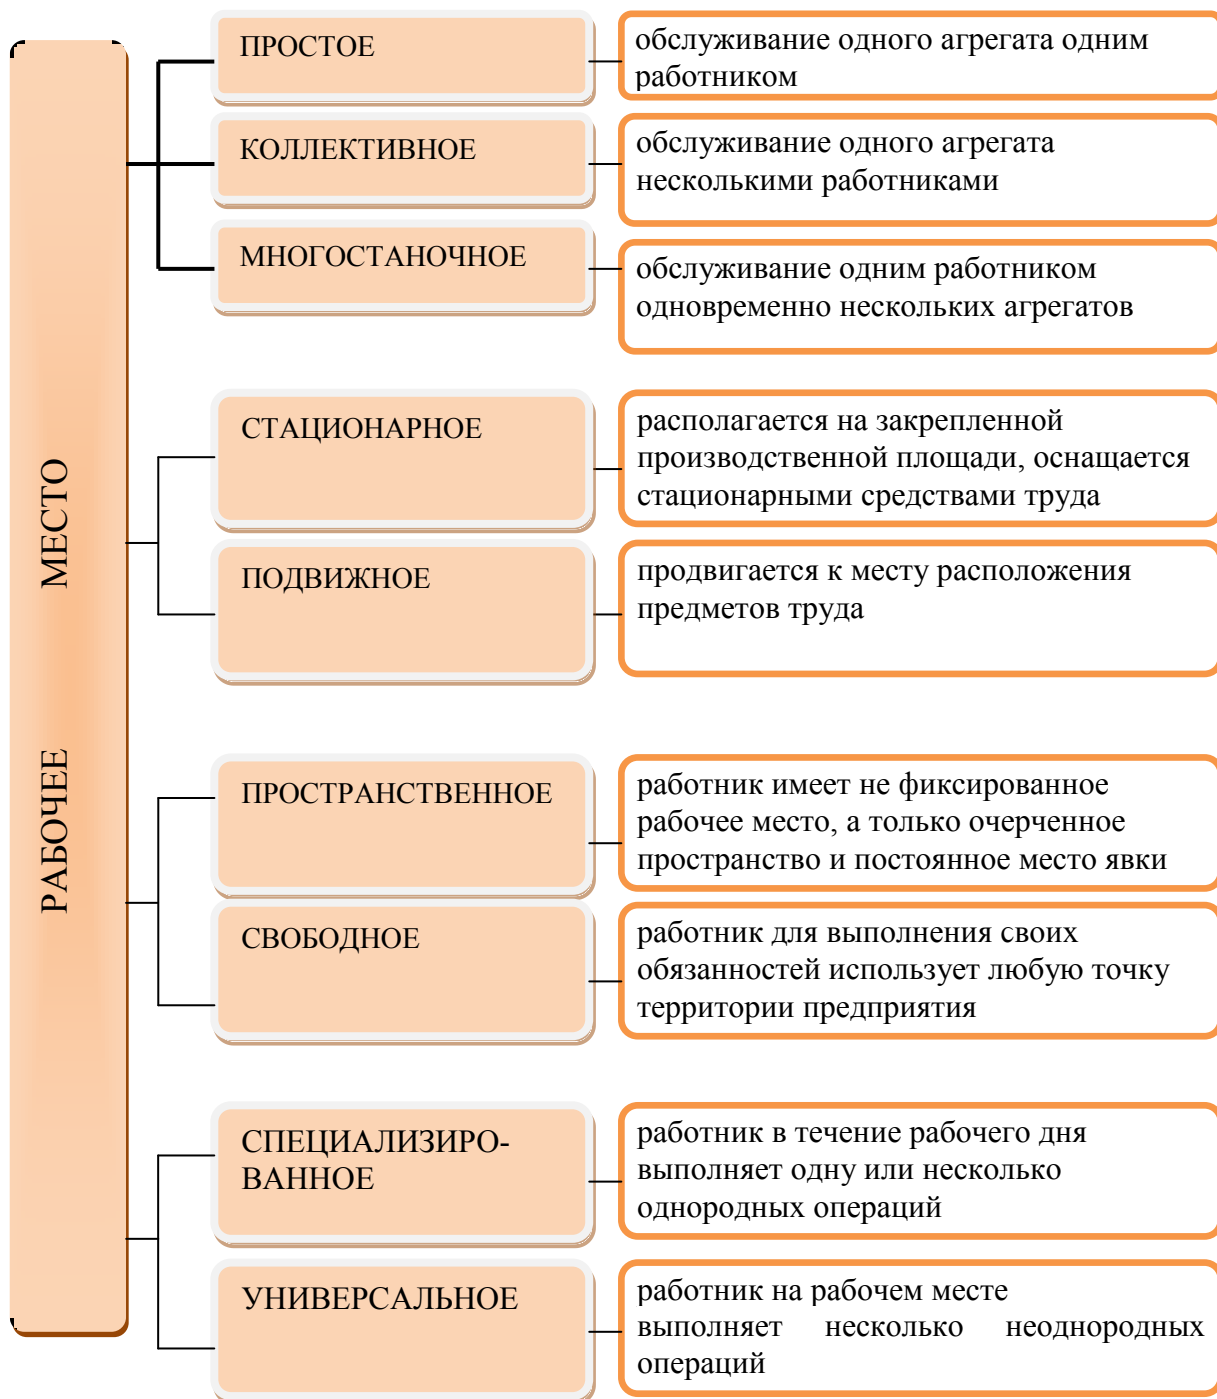 РАБОЧЕЕ МЕСТО
ПРОСТОЕ
обслуживание одного агрегата одним
работником
КОЛЛЕКТИВНОЕ
обслуживание одного агрегата
несколькими работниками
МНОГОСТАНОЧНОЕ
обслуживание одним работником
одновременно нескольких агрегатов
СТАЦИОНАРНОЕ
располагается на закрепленной
производственной площади, оснащается
стационарными средствами труда
ПОДВИЖНОЕ
продвигается к месту расположения
предметов труда
ПРОСТРАНСТВЕННОЕ
работник имеет не фиксированное
рабочее место, а только очерченное
пространство и постоянное место явки
СВОБОДНОЕ
работник для выполнения своих
обязанностей использует любую точку
территории предприятия
СПЕЦИАЛИЗИРО-
ВАННОЕ
работник в течение рабочего дня
выполняет одну или несколько
однородных операций
УНИВЕРСАЛЬНОЕ
работник на рабочем месте
выполняет несколько неоднородных
операций